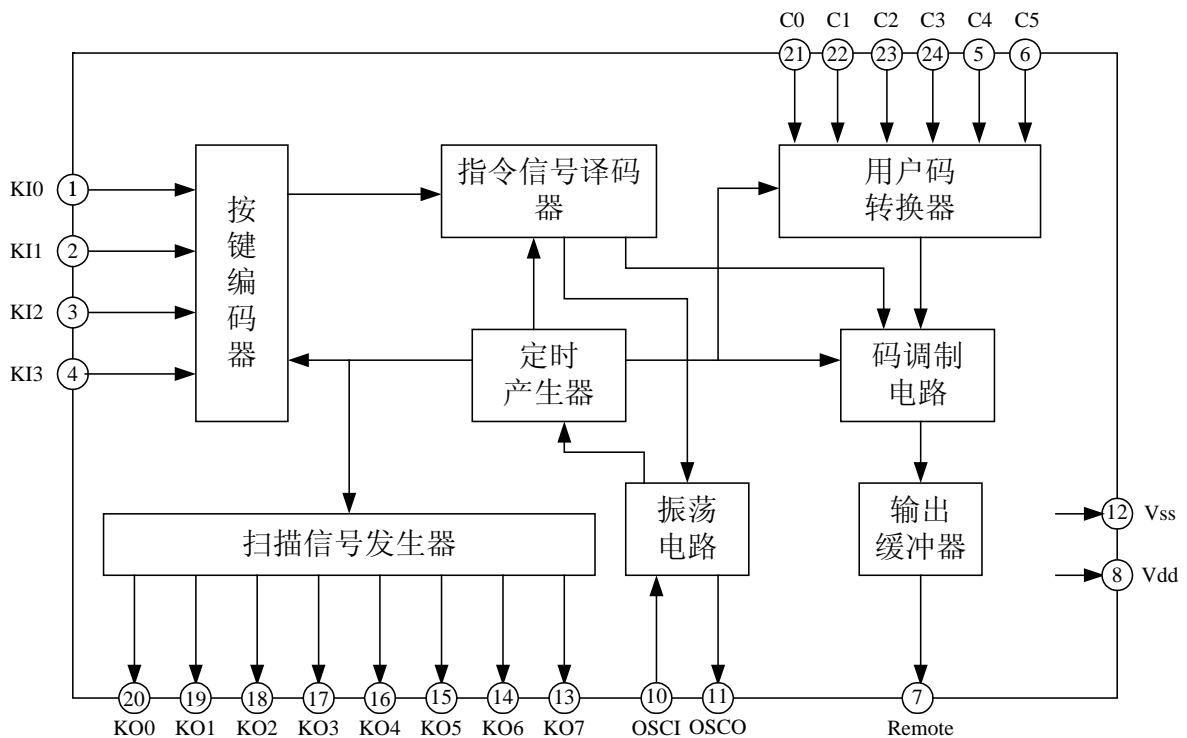 C0 C1 C2 C3 C4 C5
21 22 23 24 5 6
KI0 1
KI1 2
KI2 3
KI3 4
按
键
编
码
器
指令信号译码
器
用户码
转换器
定时
产生器
码调制
电路
扫描信号发生器
振荡
电路
输出
缓冲器
12 Vss
8 Vdd
20 19 18 17 16 15 14 13 10 11 7
KO0 KO1 KO2 KO3 KO4 KO5 KO6 KO7 OSCI OSCO Remote